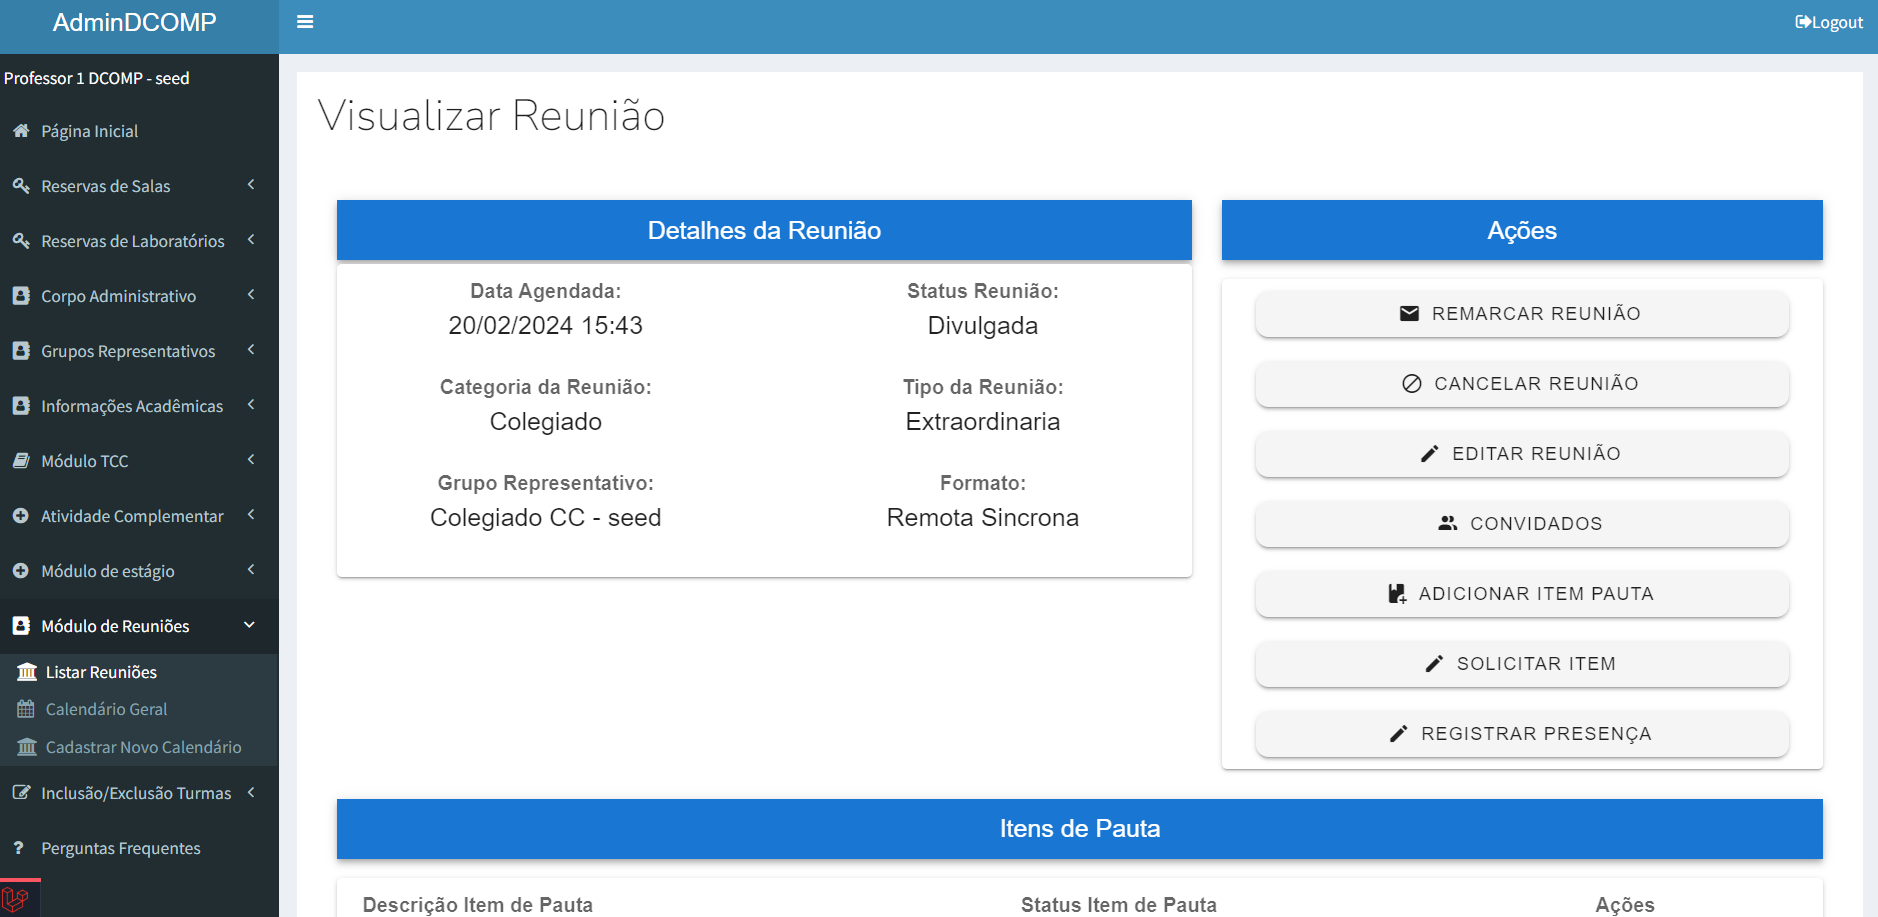 AdminDCOMP
Logout
Professor 1 DCOMP - seed
Página Inicial
Reservas de Salas
Reservas de Laboratórios
Corpo Administrativo
Grupos Representativos
Informações Acadêmicas
Módulo TCC
Atividade Complementar
Módulo de estágio
Módulo de Reuniões
Listar Reuniões
Calendário Geral
Cadastrar Novo Calendário
Inclusão/Exclusão Turmas
Perguntas Frequentes
Visualizar Reunião
Detalhes da Reunião
Data Agendada:
20/02/2024 15:43
Status Reunião:
Divulgada
Categoria da Reunião:
Colegiado
Tipo da Reunião:
Extraordinaria
Grupo Representativo:
Colegiado CC - seed
Formato:
Remota Sincrona
Ações
REMARCAR REUNIÃO
CANCELAR REUNIÃO
EDITAR REUNIÃO
CONVIDADOS
ADICIONAR ITEM PAUTA
SOLICITAR ITEM
REGISTRAR PRESENÇA
Itens de Pauta
Descrição Item de Pauta
Status Item de Pauta
Ações